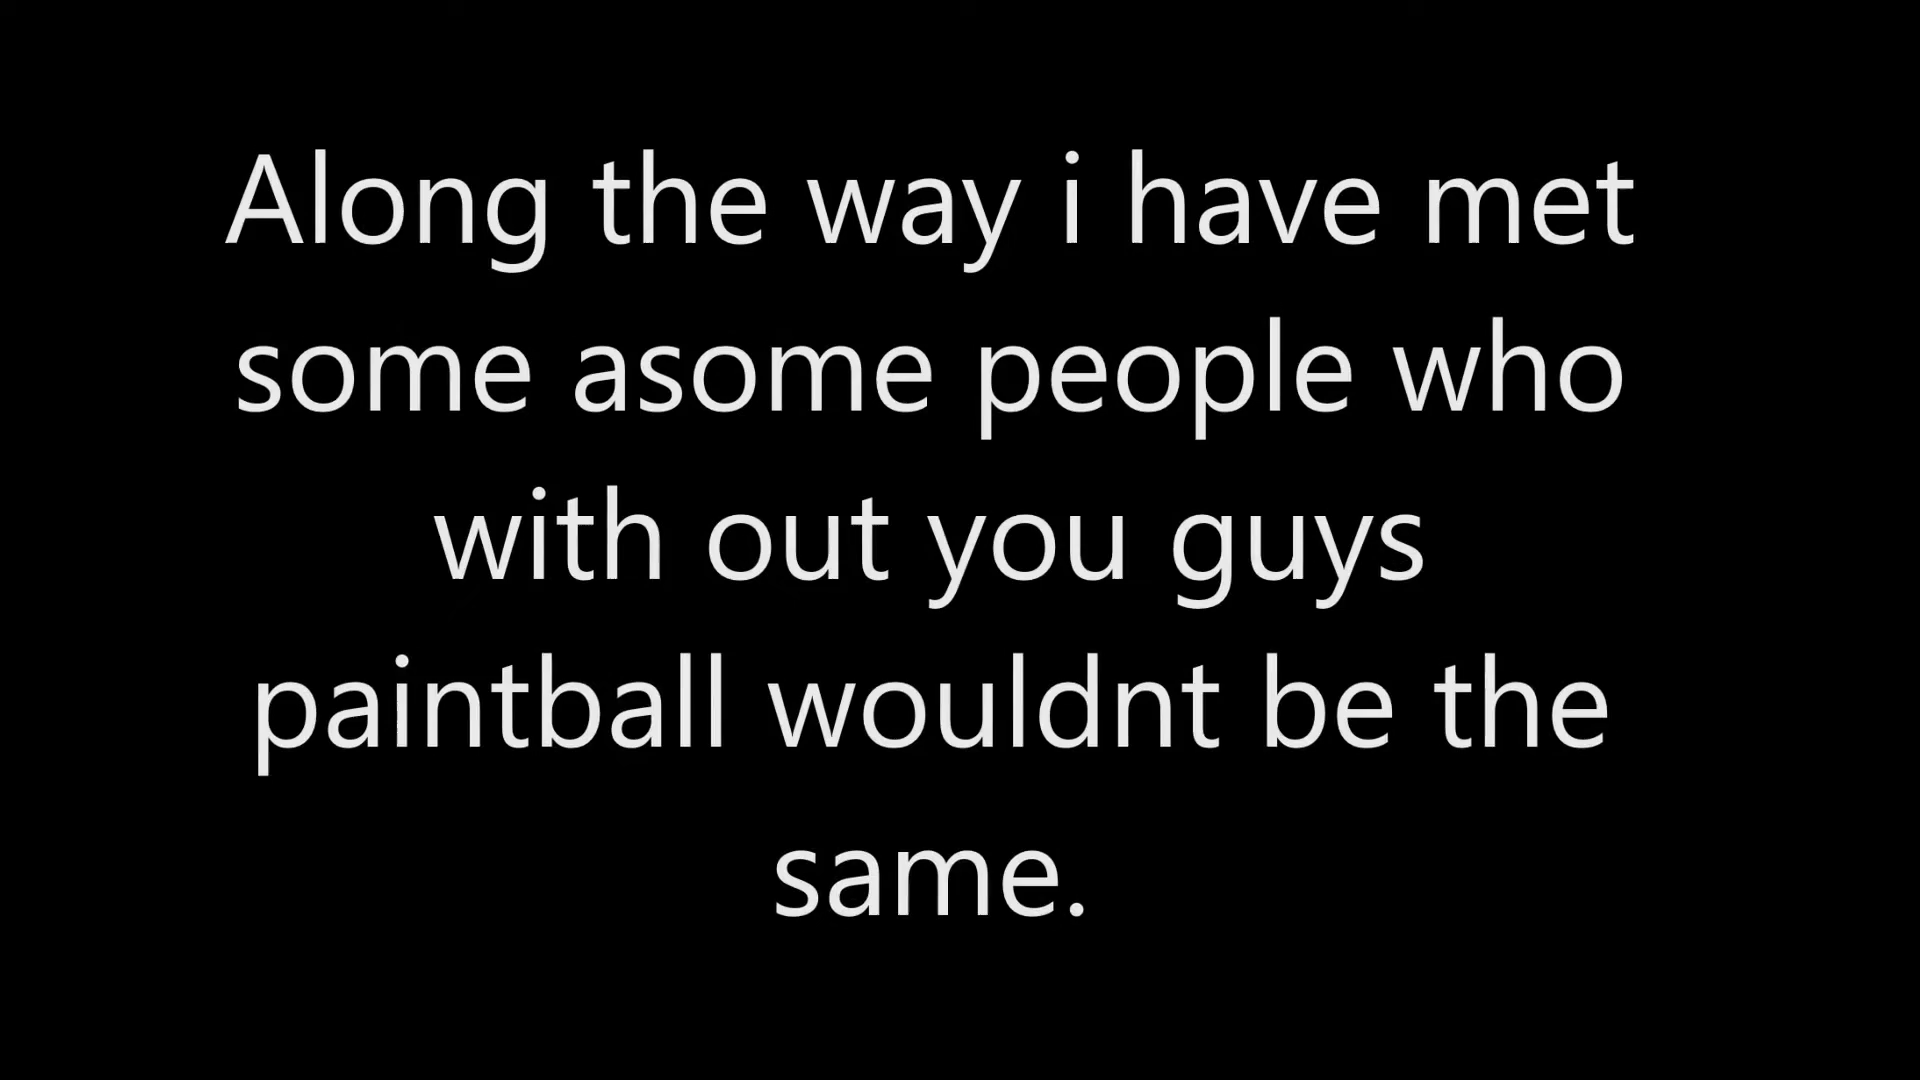 Along the way i have met
some asome people who
with out you guys
paintball wouldnt be the
same.